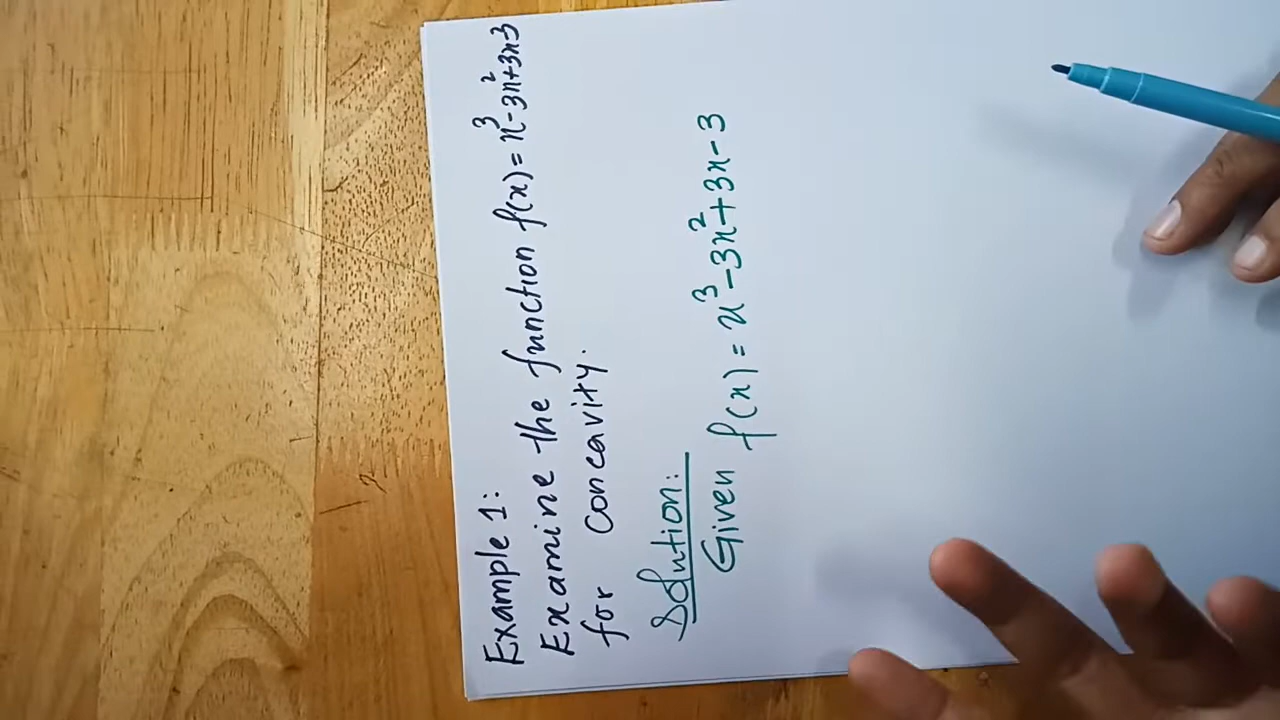 Example 1:
Examine the function f(x) = x³-3x²+3x-3
for concavity.
Solution:
Given f(x) = x³-3x²+3x-3